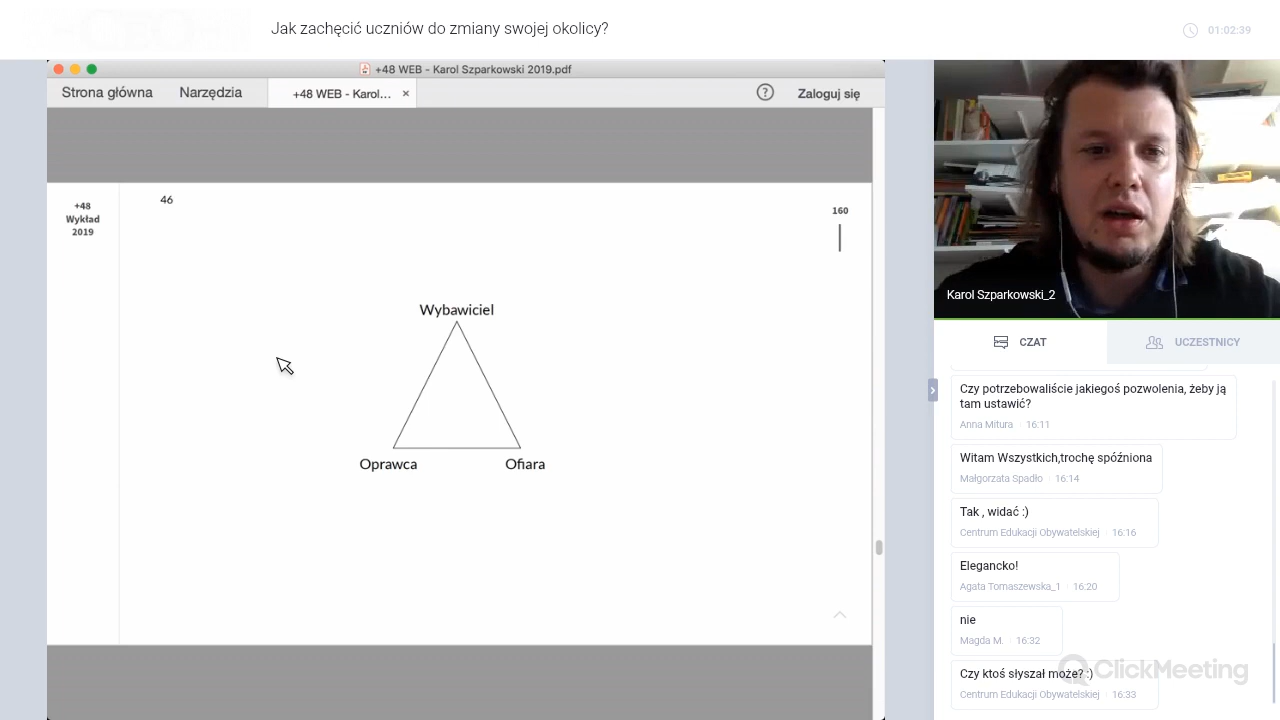 Jak zachęcić uczniów do zmiany swojej okolicy?
01:02:39
+48 WEB - Karol Szparkowski 2019.pdf
Strona główna
Narzędzia
+48 WEB - Karol...
×
?
Zaloguj się
+48
Wykład
2019
46
160
Wybawiciel
Oprawca
Ofiara
Karol Szparkowski_2
CZAT
UCZESTNICY
Czy potrzebowaliście jakiegoś pozwolenia, żeby ją
tam ustawić?
Anna Mitura 16:11
Witam Wszystkich,trochę spóźniona
Małgorzata Spadło 16:14
Tak , widać :)
Centrum Edukacji Obywatelskiej 16:16
Elegancko!
Agata Tomaszewska_1 16:20
nie
Magda M. 16:32
Czy ktoś słyszał może? :)
Centrum Edukacji Obywatelskiej 16:33
ClickMeeting